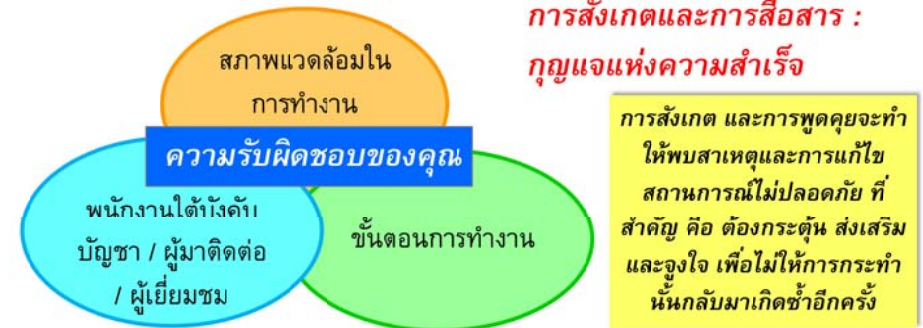 การสังเกตและการสื่อสาร :
กุญแจแห่งความสำเร็จ
สภาพแวดล้อมใน
การทำงาน
ความรับผิดชอบของคุณ
พนักงานใต้บังคับ
บัญชา / ผู้มาติดต่อ
/ ผู้เยี่ยมชม
ขั้นตอนการทำงาน
การสังเกต และการพูดคุยจะทำ
ให้พบสาเหตุและการแก้ไข
สถานการณ์ไม่ปลอดภัย ที่
สำคัญ คือ ต้องกระตุ้น ส่งเสริม
และจูงใจ เพื่อไม่ให้การกระทำ
นั้นกลับมาเกิดซ้ำอีกครั้ง